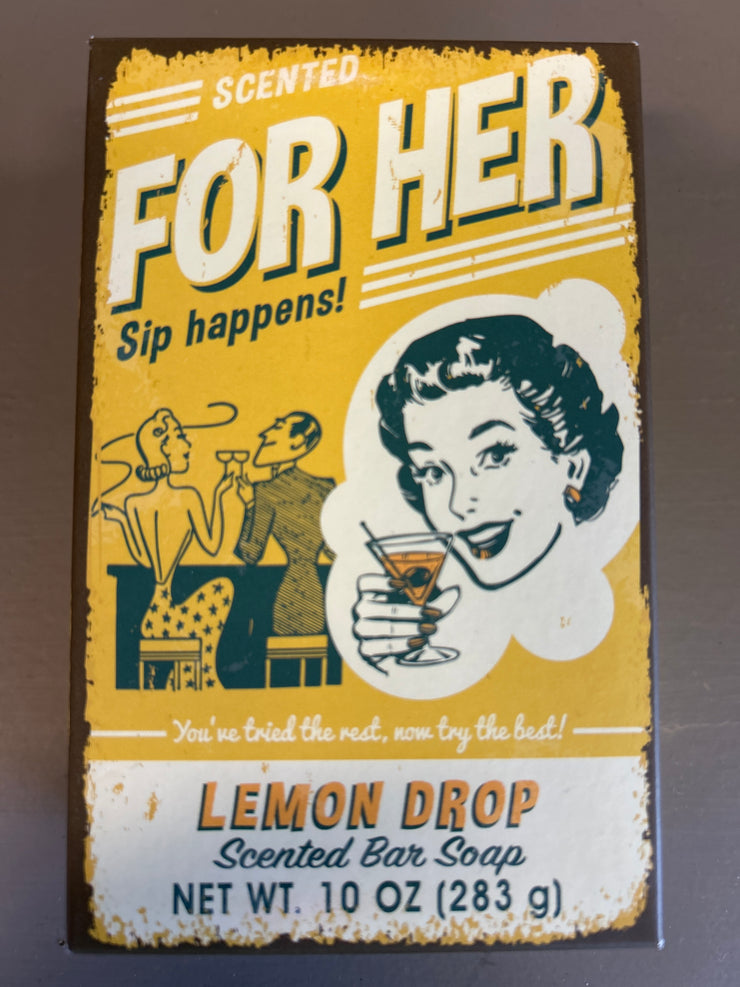 SCENTED
FOR HER
Sip happens!
You've tried the rest, now try the best!
LEMON DROP
Scented Bar Soap
NET WT. 10 OZ (283 g)